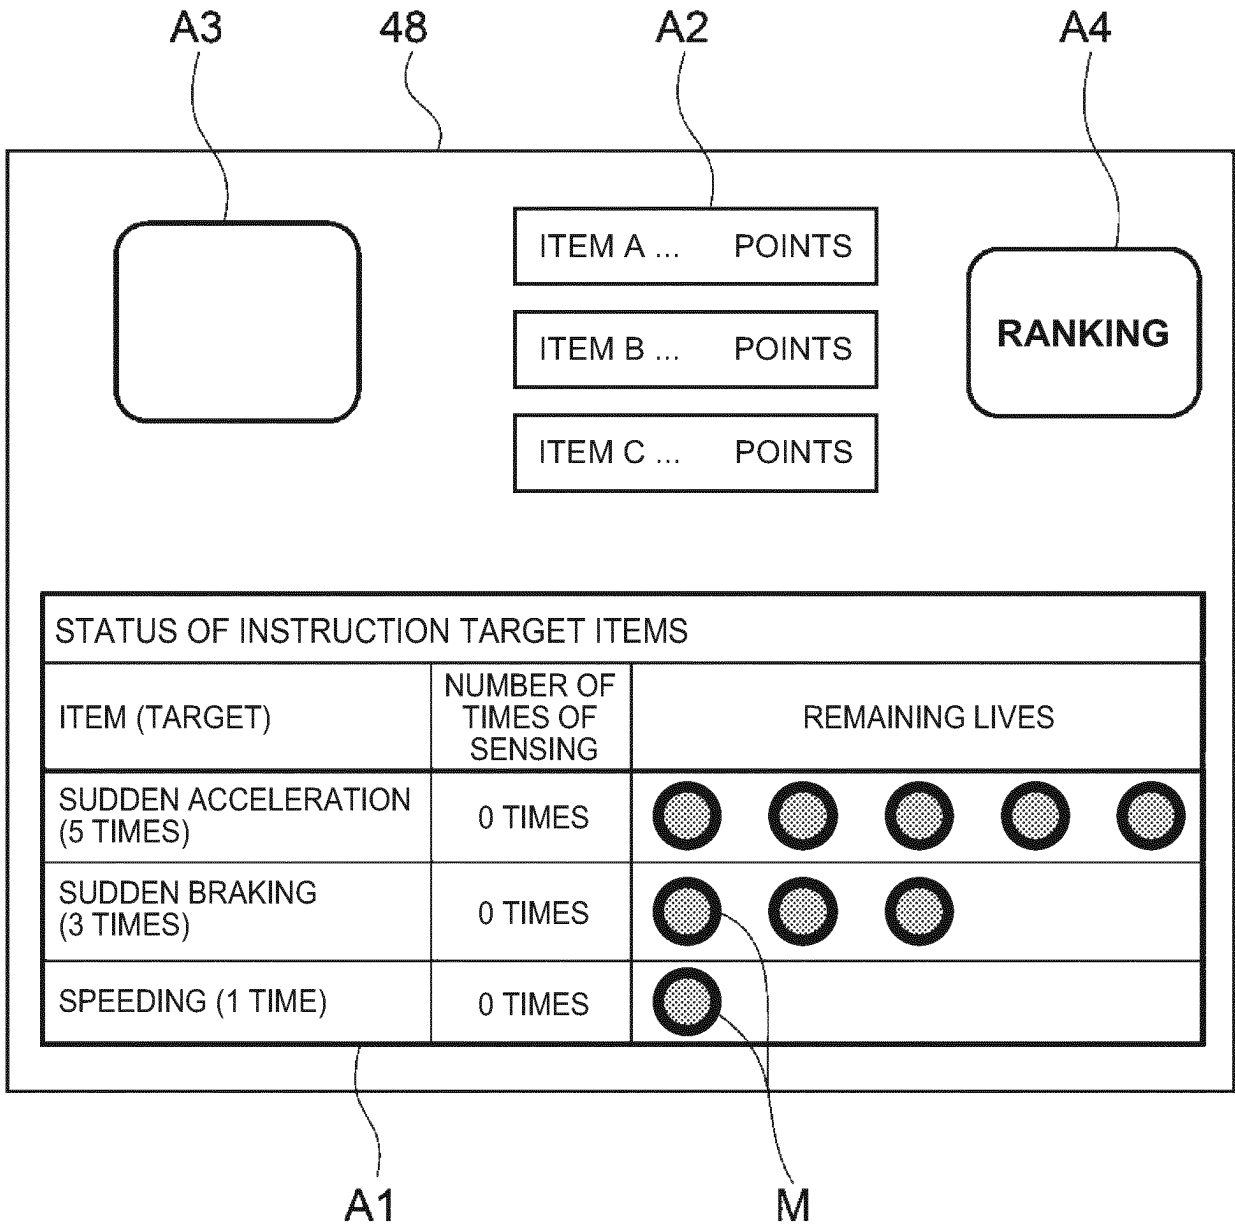 A3 48 A2 A4
ITEM A ... POINTS
ITEM B ... POINTS
RANKING
ITEM C ... POINTS
STATUS OF INSTRUCTION TARGET ITEMS
ITEM (TARGET)
NUMBER OF
TIMES OF
SENSING
REMAINING LIVES
SUDDEN ACCELERATION
(5 TIMES)
0 TIMES
SUDDEN BRAKING
(3 TIMES)
0 TIMES
SPEEDING (1 TIME)
0 TIMES
A1 M